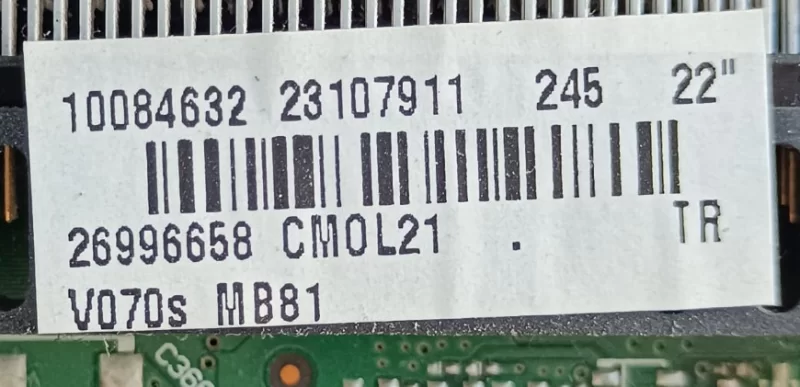 10084632 23107911 245 22"
26996658 CMOL21 . TR
V070s MB81